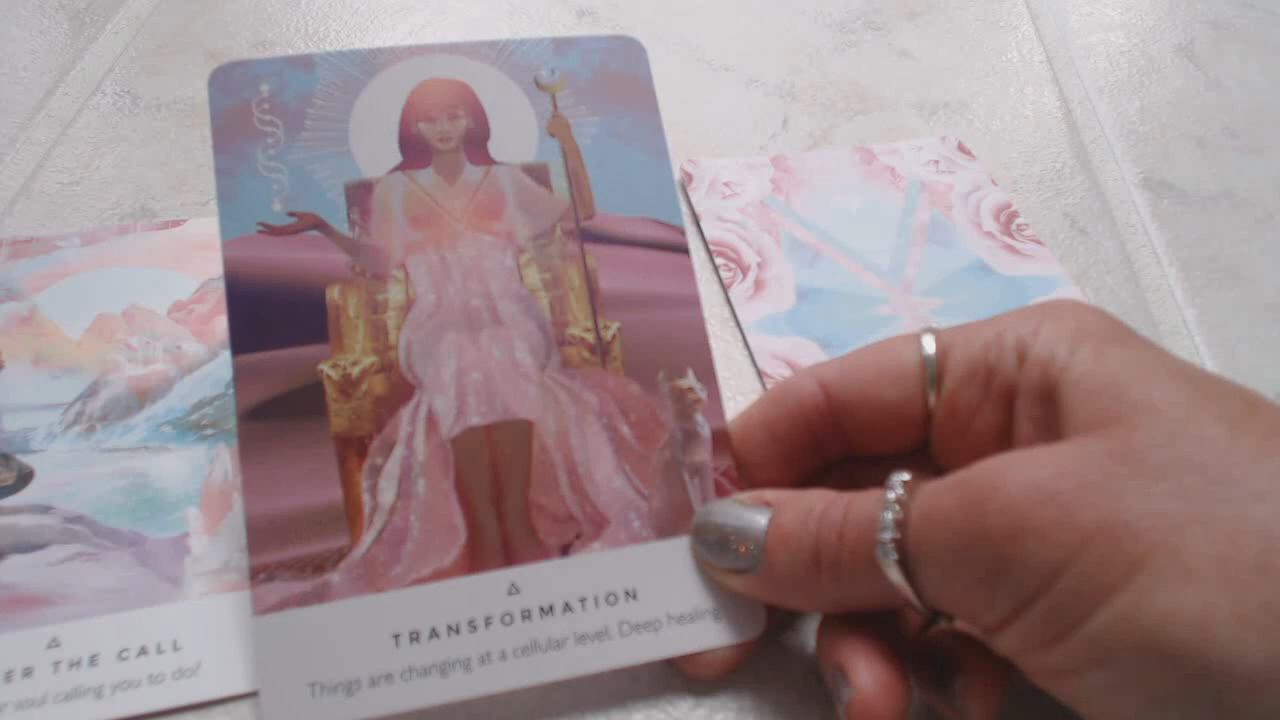 TRANSFORMATION
Things are changing at a cellular level. Deep healing
ER THE CALL
soul calling you to do?